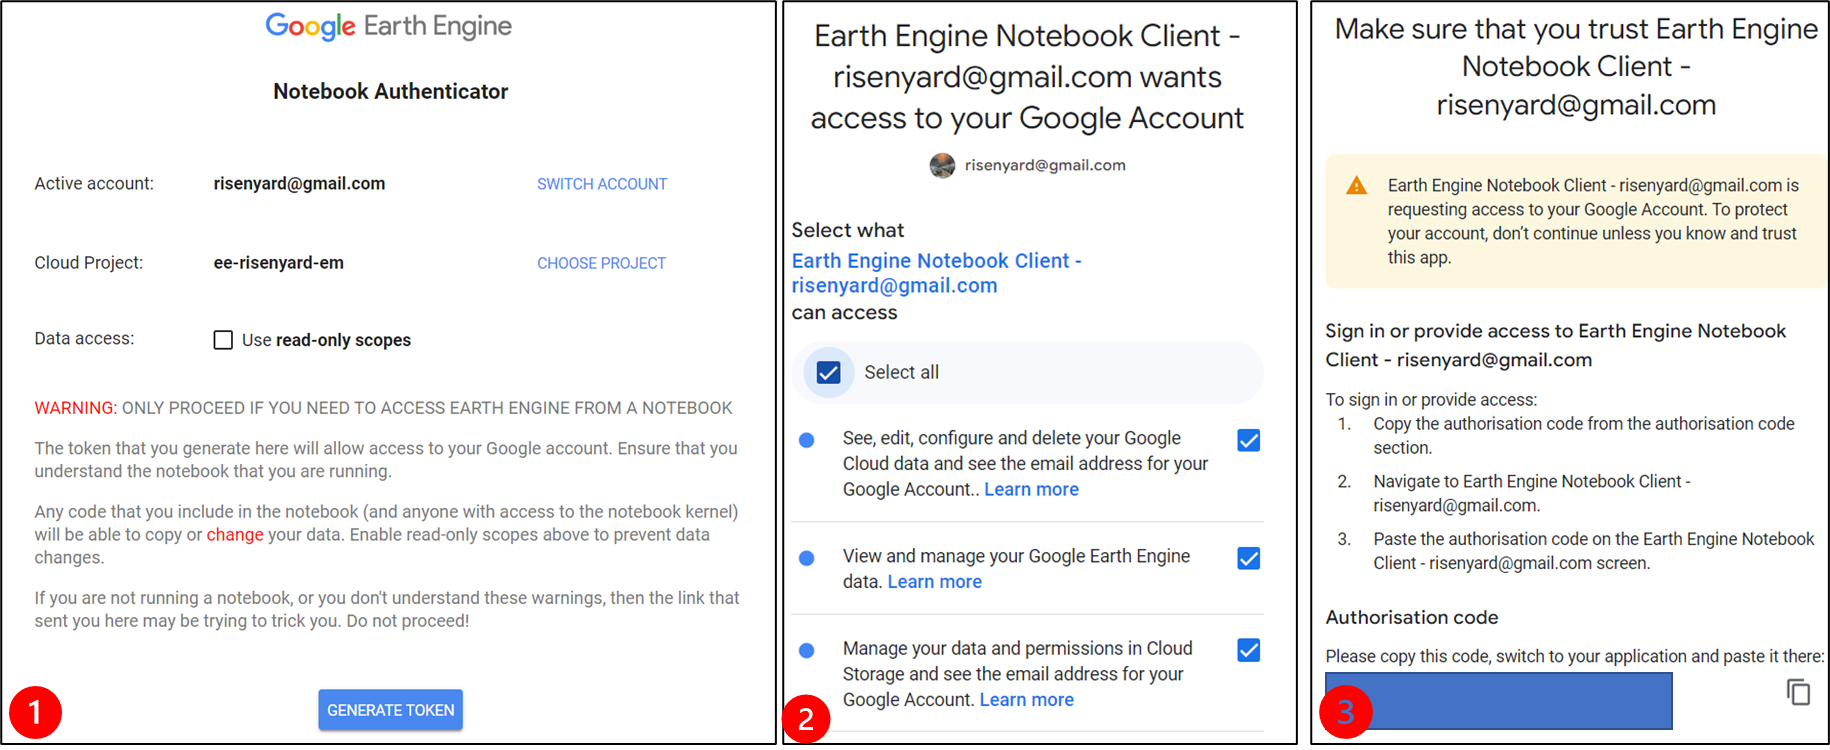 Google Earth Engine
Notebook Authenticator
Active account: risenyard@gmail.com SWITCH ACCOUNT
Cloud Project: ee-risenyard-em CHOOSE PROJECT
Data access: Use read-only scopes
WARNING: ONLY PROCEED IF YOU NEED TO ACCESS EARTH ENGINE FROM A NOTEBOOK
The token that you generate here will allow access to your Google account. Ensure that you
understand the notebook that you are running.
Any code that you include in the notebook (and anyone with access to the notebook kernel)
will be able to copy or change your data. Enable read-only scopes above to prevent data
changes.
If you are not running a notebook, or you don't understand these warnings, then the link that
sent you here may be trying to trick you. Do not proceed!
GENERATE TOKEN
1
Earth Engine Notebook Client -
risenyard@gmail.com wants
access to your Google Account
risenyard@gmail.com
Select what
Earth Engine Notebook Client -
risenyard@gmail.com
can access
Select all
See, edit, configure and delete your Google
Cloud data and see the email address for your
Google Account.. Learn more
View and manage your Google Earth Engine
data. Learn more
Manage your data and permissions in Cloud
Storage and see the email address for your
Google Account. Learn more
2
Make sure that you trust Earth Engine
Notebook Client -
risenyard@gmail.com
Earth Engine Notebook Client - risenyard@gmail.com is
requesting access to your Google Account. To protect
your account, don’t continue unless you know and trust
this app.
Sign in or provide access to Earth Engine Notebook
Client - risenyard@gmail.com
To sign in or provide access:
1. Copy the authorisation code from the authorisation code
section.
2. Navigate to Earth Engine Notebook Client -
risenyard@gmail.com.
3. Paste the authorisation code on the Earth Engine Notebook
Client - risenyard@gmail.com screen.
Authorisation code
Please copy this code, switch to your application and paste it there:
3